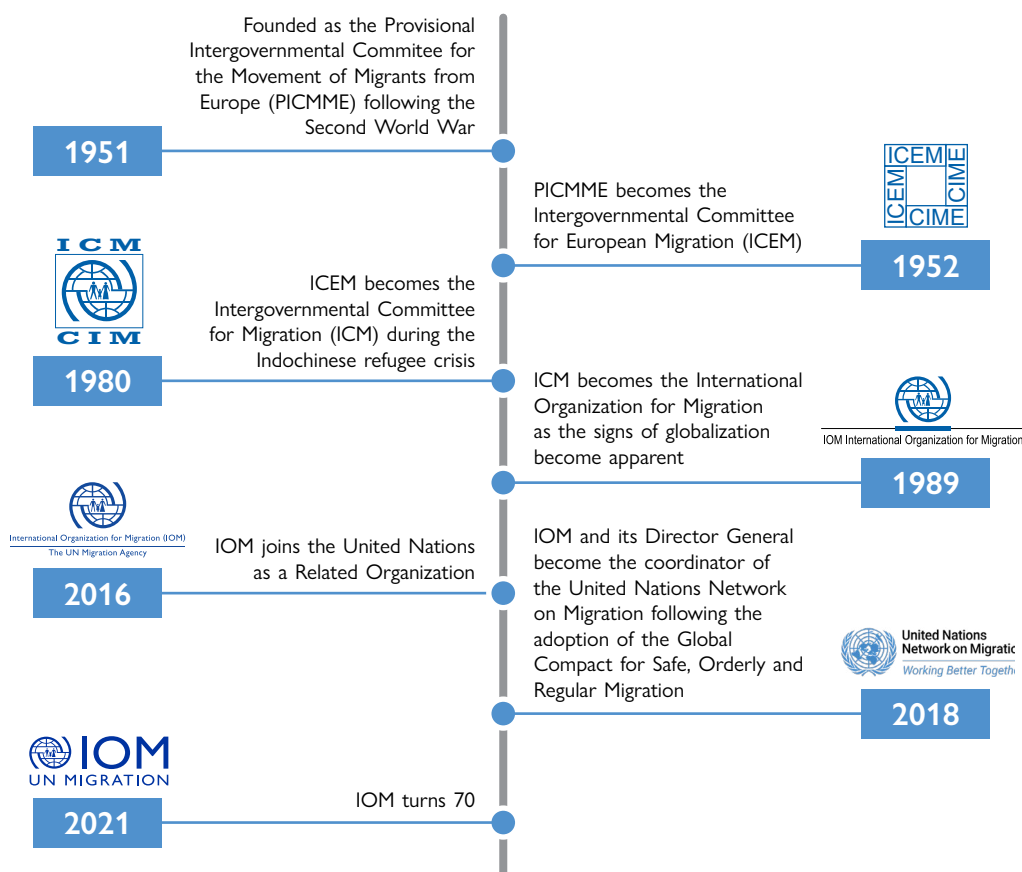 Founded as the Provisional
Intergovernmental Commitee for
the Movement of Migrants from
Europe (PICMME) following the
Second World War
1951
ICEM
CIME
ICEM
CIME
PICMME becomes the
Intergovernmental Committee
for European Migration (ICEM)
1952
ICM
CIM
ICEM becomes the
Intergovernmental Committee
for Migration (ICM) during the
Indochinese refugee crisis
1980
ICM becomes the International
Organization for Migration
as the signs of globalization
become apparent
IOM International Organization for Migration
1989
International Organization for Migration (IOM)
The UN Migration Agency
IOM joins the United Nations
as a Related Organization
2016
IOM and its Director General
become the coordinator of
the United Nations Network
on Migration following the
adoption of the Global
Compact for Safe, Orderly and
Regular Migration
United Nations
Network on Migratio
Working Better Togeth
2018
IOM
UN MIGRATION
IOM turns 70
2021